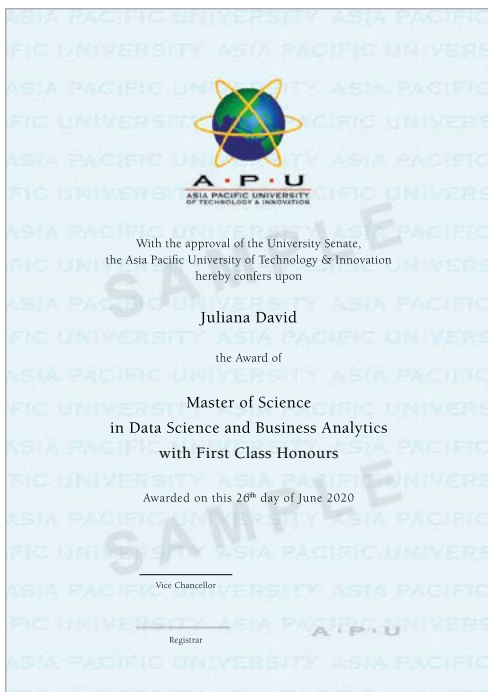 A·P·U
ASIA PACIFIC UNIVERSITY
OF TECHNOLOGY & INNOVATION
With the approval of the University Senate,
the Asia Pacific University of Technology & Innovation
hereby confers upon
Juliana David
the Award of
Master of Science
in Data Science and Business Analytics
with First Class Honours
Awarded on this 26th day of June 2020
SAMPLE
SAMPLE
Vice Chancellor
Registrar
A·P·U